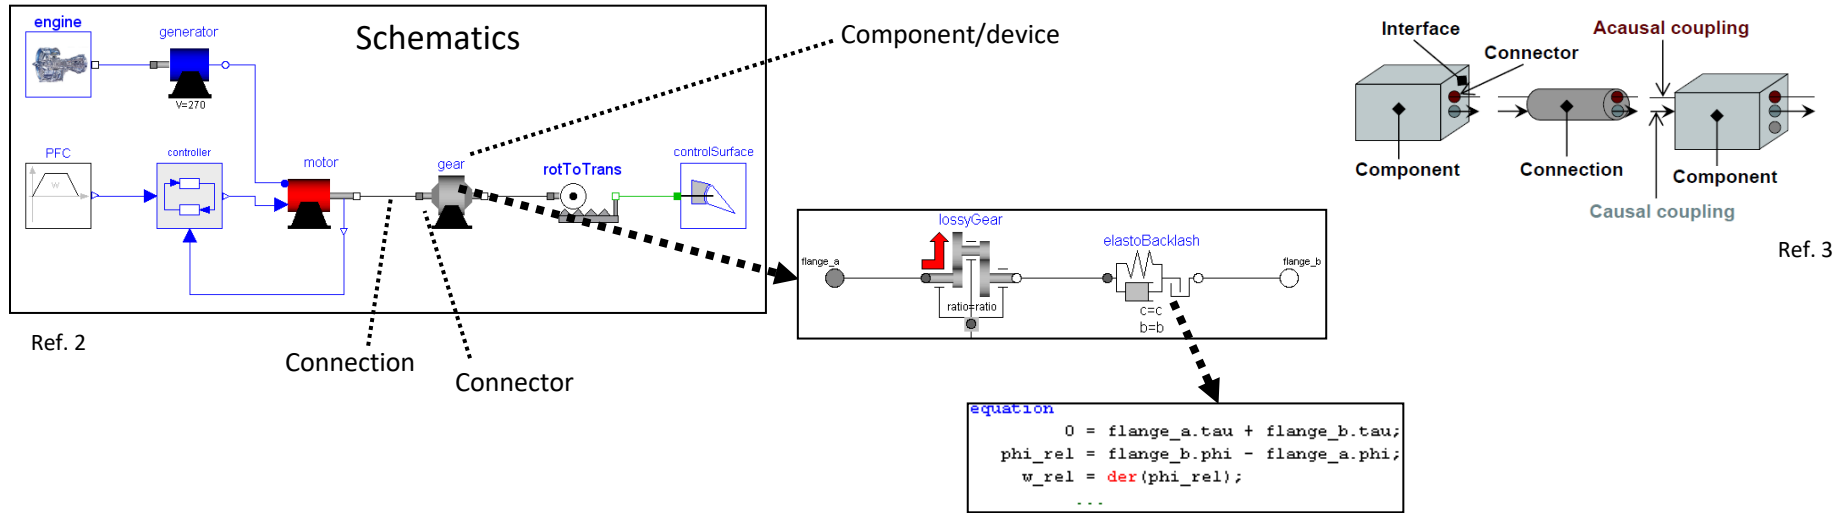 Schematics
engine
generator
V=270
PFC
w
controller
motor
gear
rotToTrans
controlSurface
Ref. 2
Connection
Connector
Component/device
lossyGear
elastoBacklash
flange_a
flange_b
ratio=ratio
c=c
b=b
equation
0 = flange_a.tau + flange_b.tau;
phi_rel = flange_b.phi - flange_a.phi;
w_rel = der(phi_rel);
...
Interface
Connector
Acausal coupling
Component
Connection
Component
Causal coupling
Ref. 3